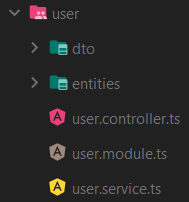 user
dto
entities
user.controller.ts
user.module.ts
user.service.ts